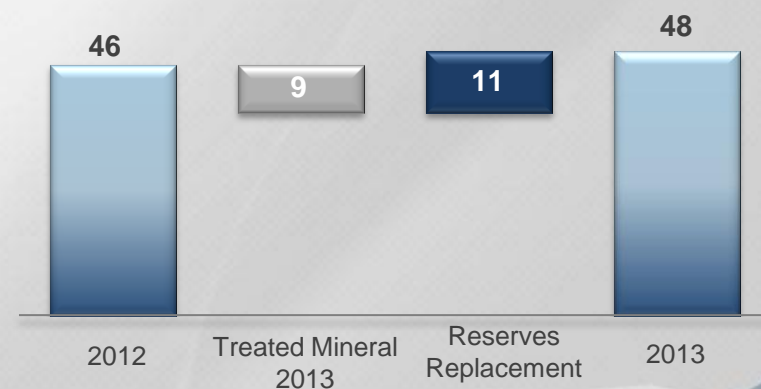 46
9
11
48
2012
Treated Mineral
2013
Reserves
Replacement
2013